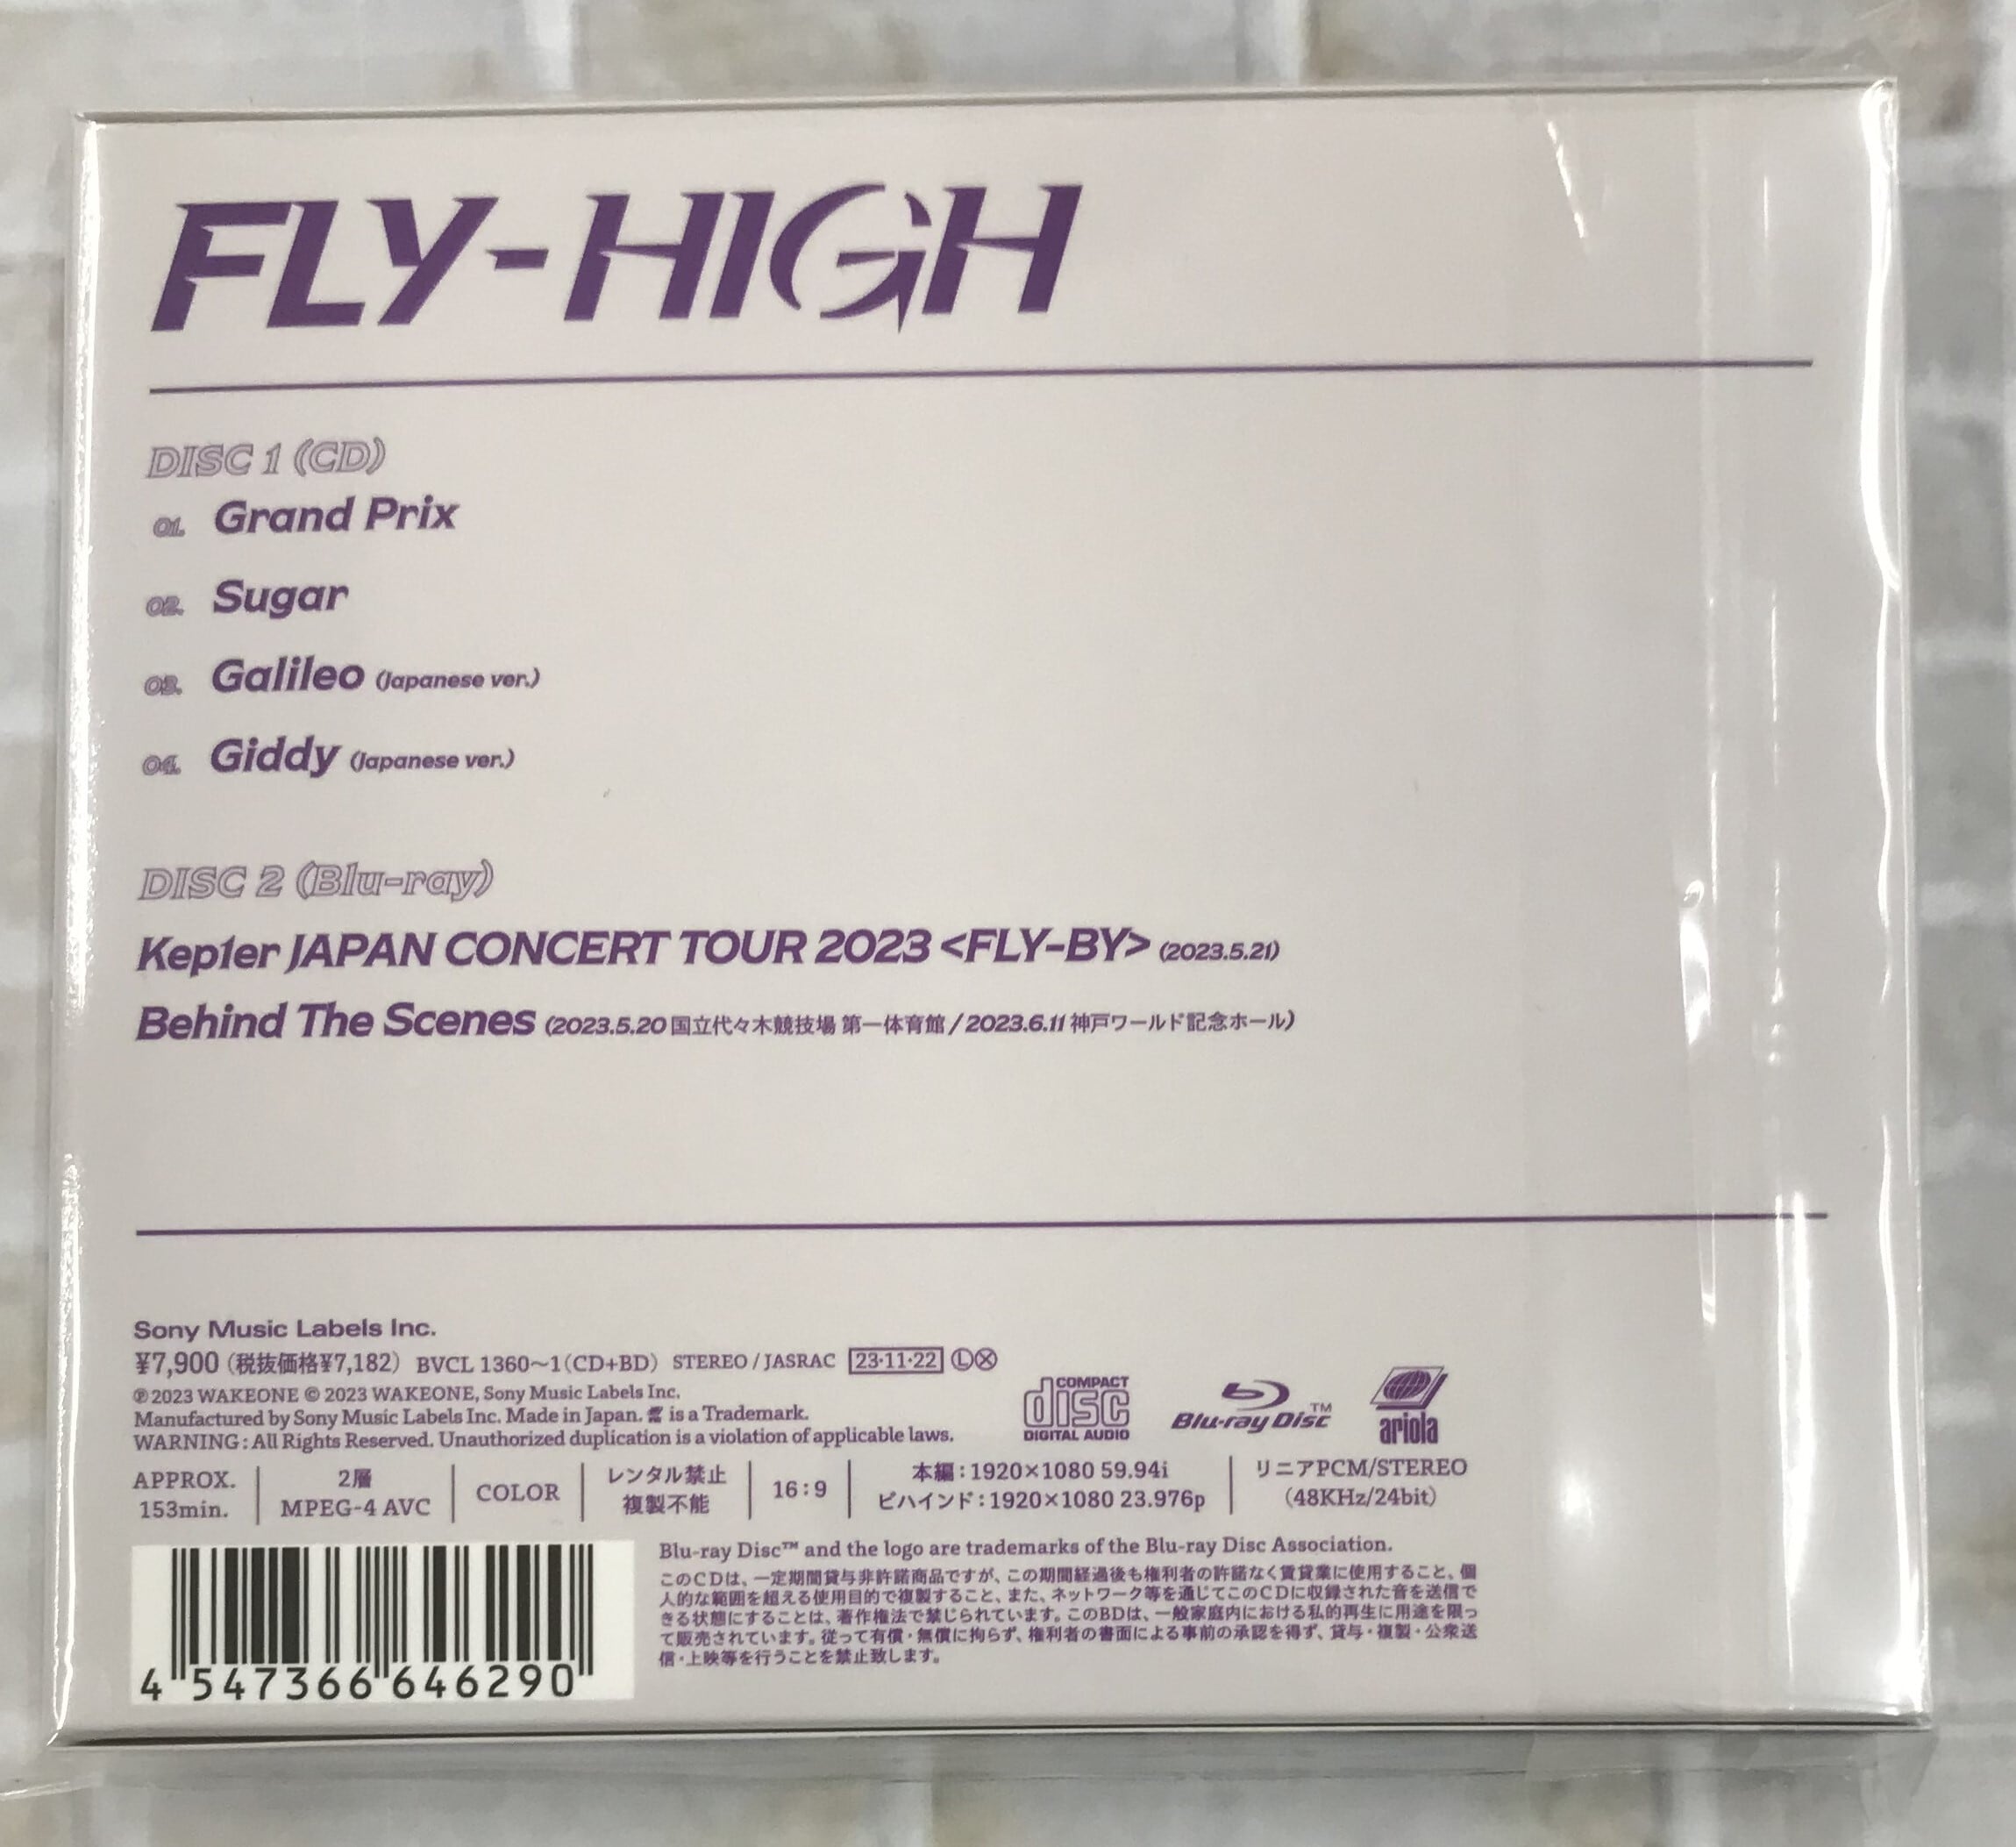 FLY-HIGH
DISC 1 (CD)
01. Grand Prix
02. Sugar
03. Galileo (Japanese ver.)
04. Giddy (Japanese ver.)
DISC 2 (Blu-ray)
Kep1er JAPAN CONCERT TOUR 2023 <FLY-BY> (2023.5.21)
Behind The Scenes (2023.5.20 国立代々木競技場 第一体育館 / 2023.6.11 神戸ワールド記念ホール)
Sony Music Labels Inc.
¥7,900 (税抜価格¥7,182) BVCL 1360~1(CD+BD) STEREO / JASRAC 23・11・22 Ⓛⓧ
℗2023 WAKEONE © 2023 WAKEONE, Sony Music Labels Inc.
Manufactured by Sony Music Labels Inc. Made in Japan. is a Trademark.
WARNING : All Rights Reserved. Unauthorized duplication is a violation of applicable laws.
COMPACT
disc
DIGITAL AUDIO
Blu-ray Disc™
ariola
APPROX. 153min.
2層 MPEG-4 AVC
COLOR
レンタル禁止 複製不能
16:9
本編:1920×1080 59.94i
ビハインド:1920×1080 23.976p
リニアPCM/STEREO (48KHz/24bit)
Blu-ray Disc™ and the logo are trademarks of the Blu-ray Disc Association.
このCDは、一定期間貸与非許諾商品ですが、この期間経過後も権利者の許諾なく賃貸業に使用すること、個
人的な範囲を超える使用目的で複製すること、また、ネットワーク等を通じてこのCDに収録された音を送信で
きる状態にすることは、著作権法で禁じられています。このBDは、一般家庭内における私的再生に用途を限っ
て販売されています。従って有償・無償に拘らず、権利者の書面による事前の承認を得ず、貸与・複製・公衆送
信・上映等を行うことを禁止致します。
4 547366 646290